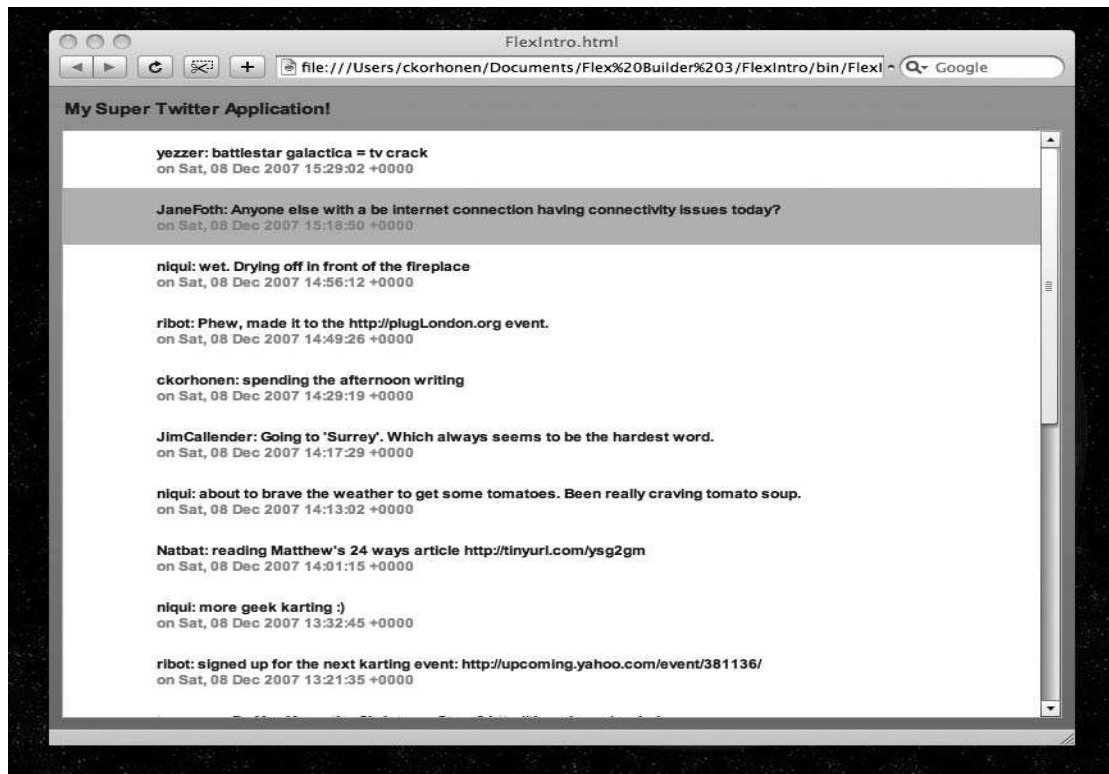 FlexIntro.html
file:///Users/ckorhonen/Documents/Flex%20Builder%203/FlexIntro/bin/FlexI
Google
My Super Twitter Application!
yezzer: battlestar galactica = tv crack
on Sat, 08 Dec 2007 15:29:02 +0000
JaneFoth: Anyone else with a be internet connection having connectivity issues today?
on Sat, 08 Dec 2007 15:18:50 +0000
niqui: wet. Drying off in front of the fireplace
on Sat, 08 Dec 2007 14:56:12 +0000
ribot: Phew, made it to the http://plugLondon.org event.
on Sat, 08 Dec 2007 14:49:26 +0000
ckorhonen: spending the afternoon writing
on Sat, 08 Dec 2007 14:29:19 +0000
JimCallender: Going to 'Surrey'. Which always seems to be the hardest word.
on Sat, 08 Dec 2007 14:17:29 +0000
niqui: about to brave the weather to get some tomatoes. Been really craving tomato soup.
on Sat, 08 Dec 2007 14:13:02 +0000
Natbat: reading Matthew's 24 ways article http://tinyurl.com/ysg2gm
on Sat, 08 Dec 2007 14:01:15 +0000
niqui: more geek karting :)
on Sat, 08 Dec 2007 13:32:45 +0000
ribot: signed up for the next karting event: http://upcoming.yahoo.com/event/381136/
on Sat, 08 Dec 2007 13:21:35 +0000